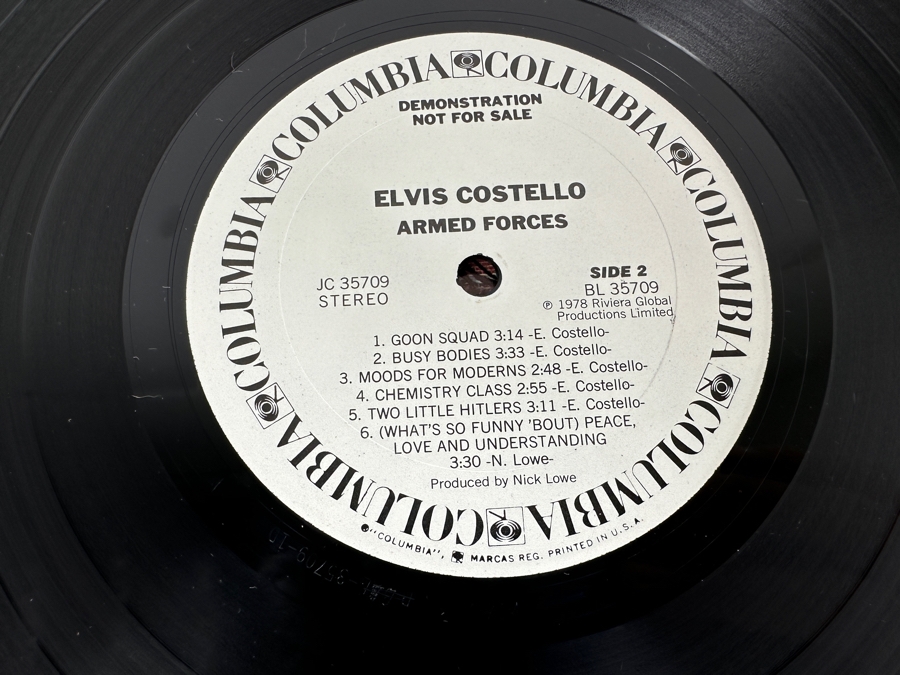 COLUMBIA COLUMBIA COLUMBIA COLUMBIA COLUMBIA COLUMBIA COLUMBIA
DEMONSTRATION
NOT FOR SALE
ELVIS COSTELLO
ARMED FORCES
JC 35709
STEREO
SIDE 2
BL 35709
Ⓟ 1978 Riviera Global
Productions Limited
1. GOON SQUAD 3:14 -E. Costello-
2. BUSY BODIES 3:33 -E. Costello-
3. MOODS FOR MODERNS 2:48 -E. Costello-
4. CHEMISTRY CLASS 2:55 -E. Costello-
5. TWO LITTLE HITLERS 3:11 -E. Costello-
6. (WHAT'S SO FUNNY 'BOUT) PEACE,
LOVE AND UNDERSTANDING
3:30 -N. Lowe-
Produced by Nick Lowe
"COLUMBIA", MARCAS REG. PRINTED IN U.S.A.